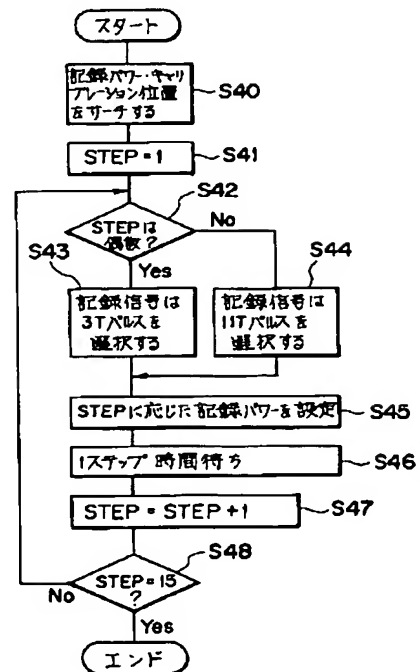 スタート
記録パワー・キャリ
ブレーション位置
をサーチする
S40
STEP=1
S41
S42
STEPは
偶数?
No
Yes
S43
S44
記録信号は
3Tパルスを
選択する
記録信号は
11Tパルスを
選択する
STEPに応じた記録パワーを設定
S45
1ステップ時間待ち
S46
STEP=STEP+1
S47
S48
STEP=15
?
No
Yes
エンド